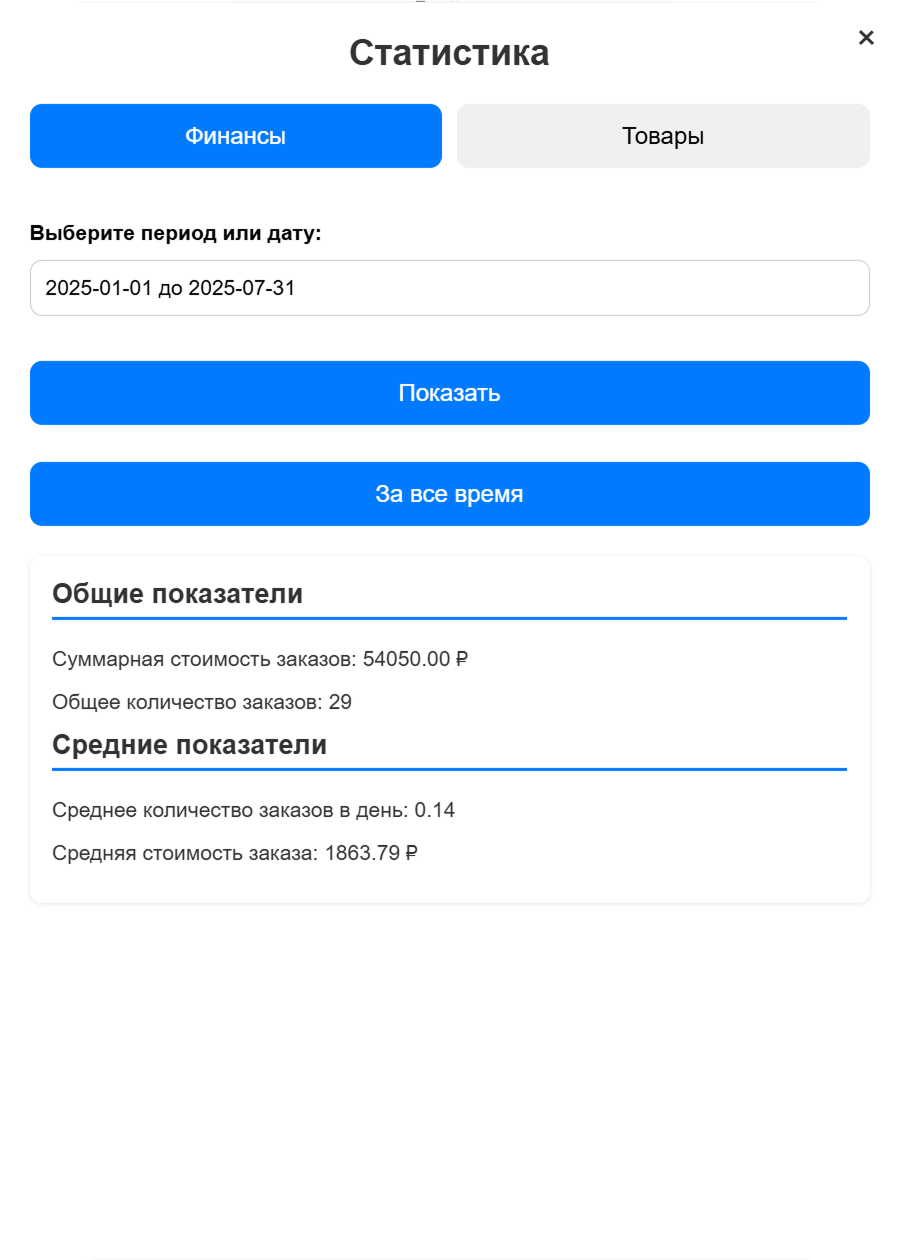 Статистика
×
Финансы
Товары
Выберите период или дату:
2025-01-01 до 2025-07-31
Показать
За все время
Общие показатели
Суммарная стоимость заказов: 54050.00 ₽
Общее количество заказов: 29
Средние показатели
Среднее количество заказов в день: 0.14
Средняя стоимость заказа: 1863.79 ₽